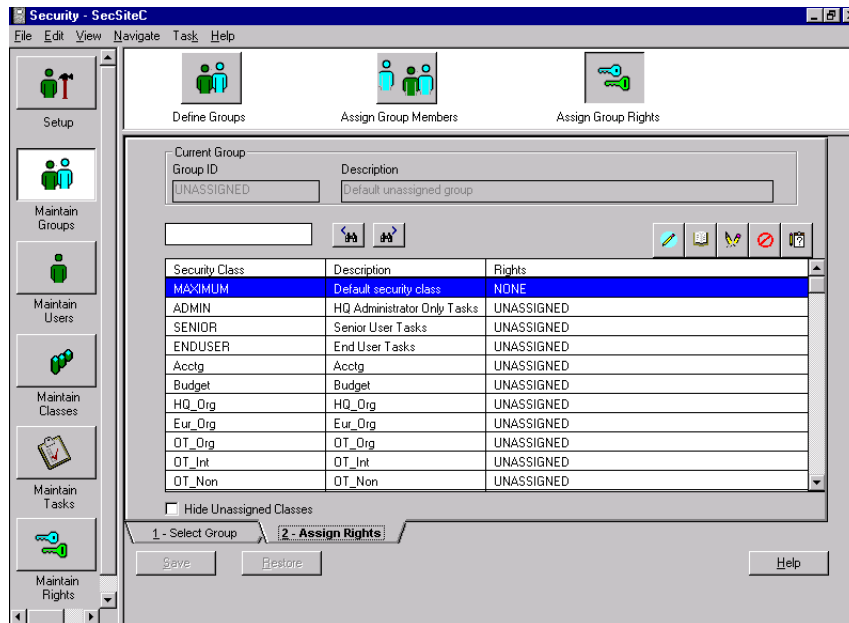 Security - SecSiteC
File Edit View Navigate Task Help
Setup
Maintain
Groups
Maintain
Users
Maintain
Classes
Maintain
Tasks
Maintain
Rights
Define Groups Assign Group Members Assign Group Rights
Current Group
Group ID Description
UNASSIGNED Default unassigned group
Security Class Description Rights
MAXIMUM Default security class NONE
ADMIN HQ Administrator Only Tasks UNASSIGNED
SENIOR Senior User Tasks UNASSIGNED
ENDUSER End User Tasks UNASSIGNED
Acctg Acctg UNASSIGNED
Budget Budget UNASSIGNED
HQ_Org HQ_Org UNASSIGNED
Eur_Org Eur_Org UNASSIGNED
OT_Org OT_Org UNASSIGNED
OT_Int OT_Int UNASSIGNED
OT_Non OT_Non UNASSIGNED
Hide Unassigned Classes
1 - Select Group 2 - Assign Rights
Save Restore Help